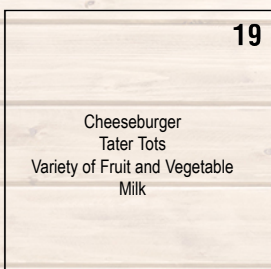 19
Cheeseburger
Tater Tots
Variety of Fruit and Vegetable
Milk